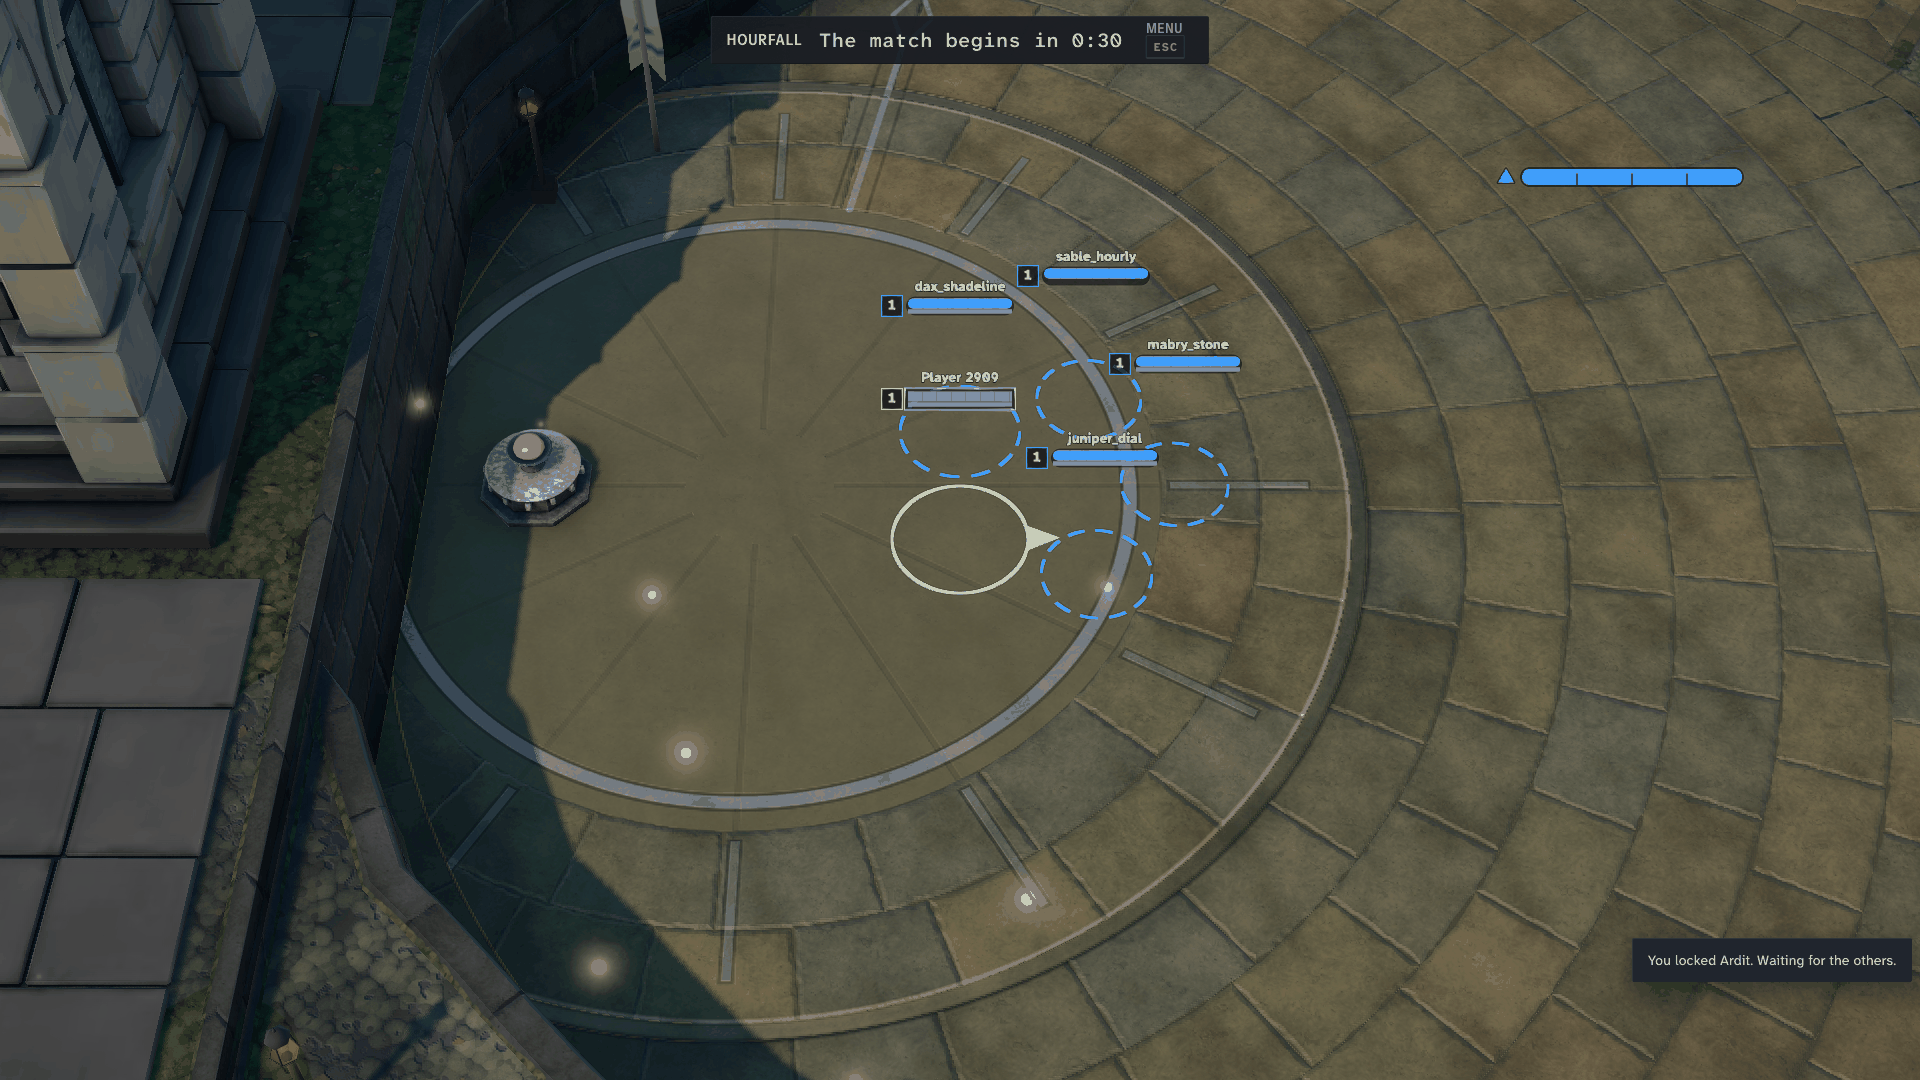 HOURFALL The match begins in 0:30 MENU
ESC
sable_hourly
1
dax_shadeline
1
mabry_stone
1
Player 2909
1
juniper_dial
1
You locked Ardit. Waiting for the others.